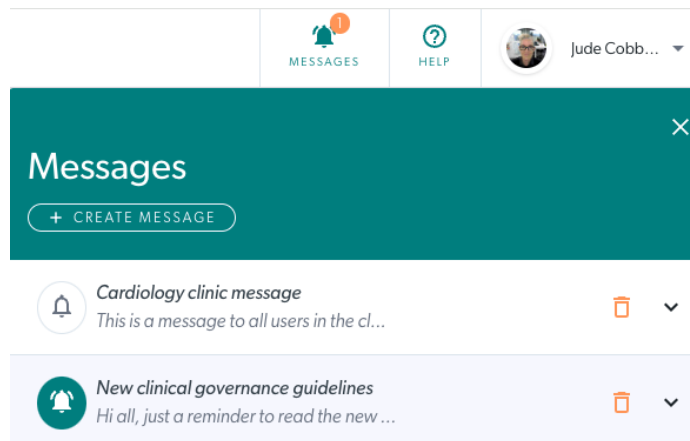 1
MESSAGES
HELP
Jude Cobb...
Messages
+ CREATE MESSAGE
Cardiology clinic message
This is a message to all users in the cl...
New clinical governance guidelines
Hi all, just a reminder to read the new ...